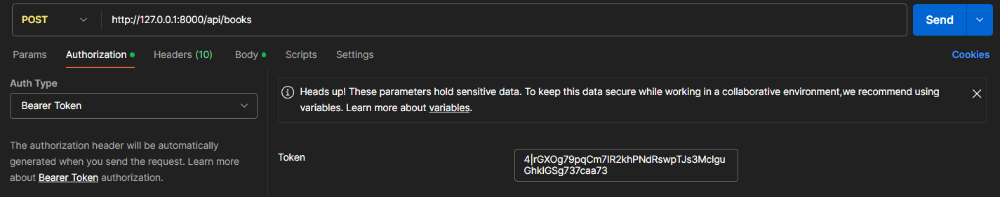 POST http://127.0.0.1:8000/api/books Send
Params Authorization Headers (10) Body Scripts Settings Cookies
Auth Type
Bearer Token
The authorization header will be automatically
generated when you send the request. Learn more
about Bearer Token authorization.
Heads up! These parameters hold sensitive data. To keep this data secure while working in a collaborative environment,we recommend using
variables. Learn more about variables.
Token
4|rGXOg79pqCm7IR2khPNdRswpTJs3McIgu
GhkIGSg737caa73